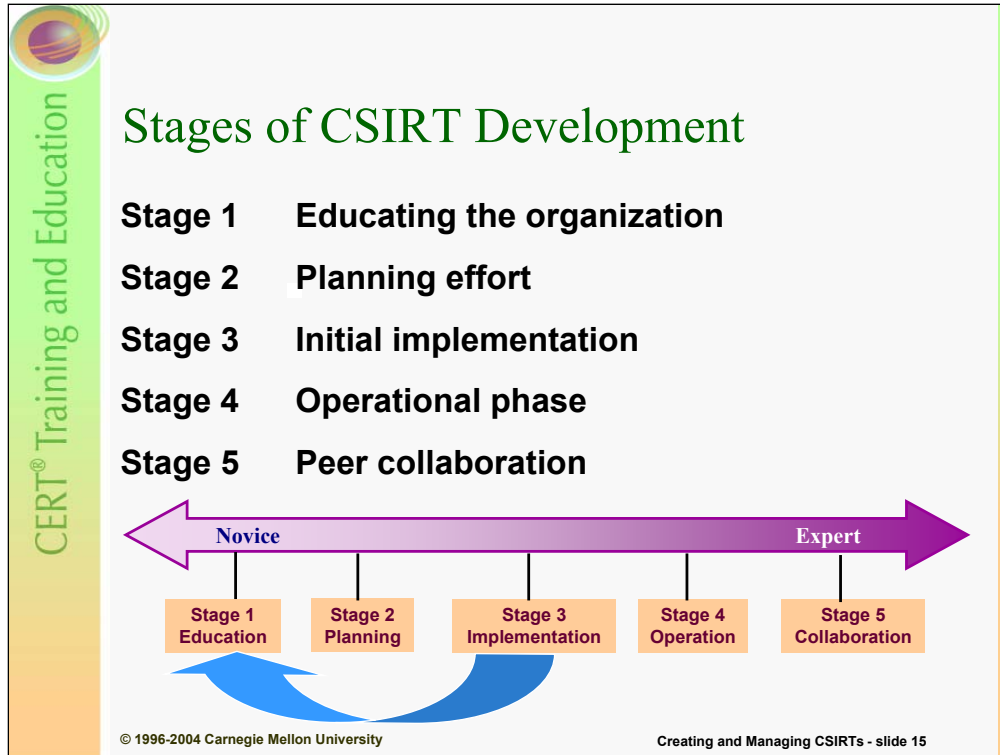 CERT® Training and Education
Stages of CSIRT Development
Stage 1 Educating the organization
Stage 2 Planning effort
Stage 3 Initial implementation
Stage 4 Operational phase
Stage 5 Peer collaboration
Novice Expert
Stage 1
Education
Stage 2
Planning
Stage 3
Implementation
Stage 4
Operation
Stage 5
Collaboration
© 1996-2004 Carnegie Mellon University
Creating and Managing CSIRTs - slide 15